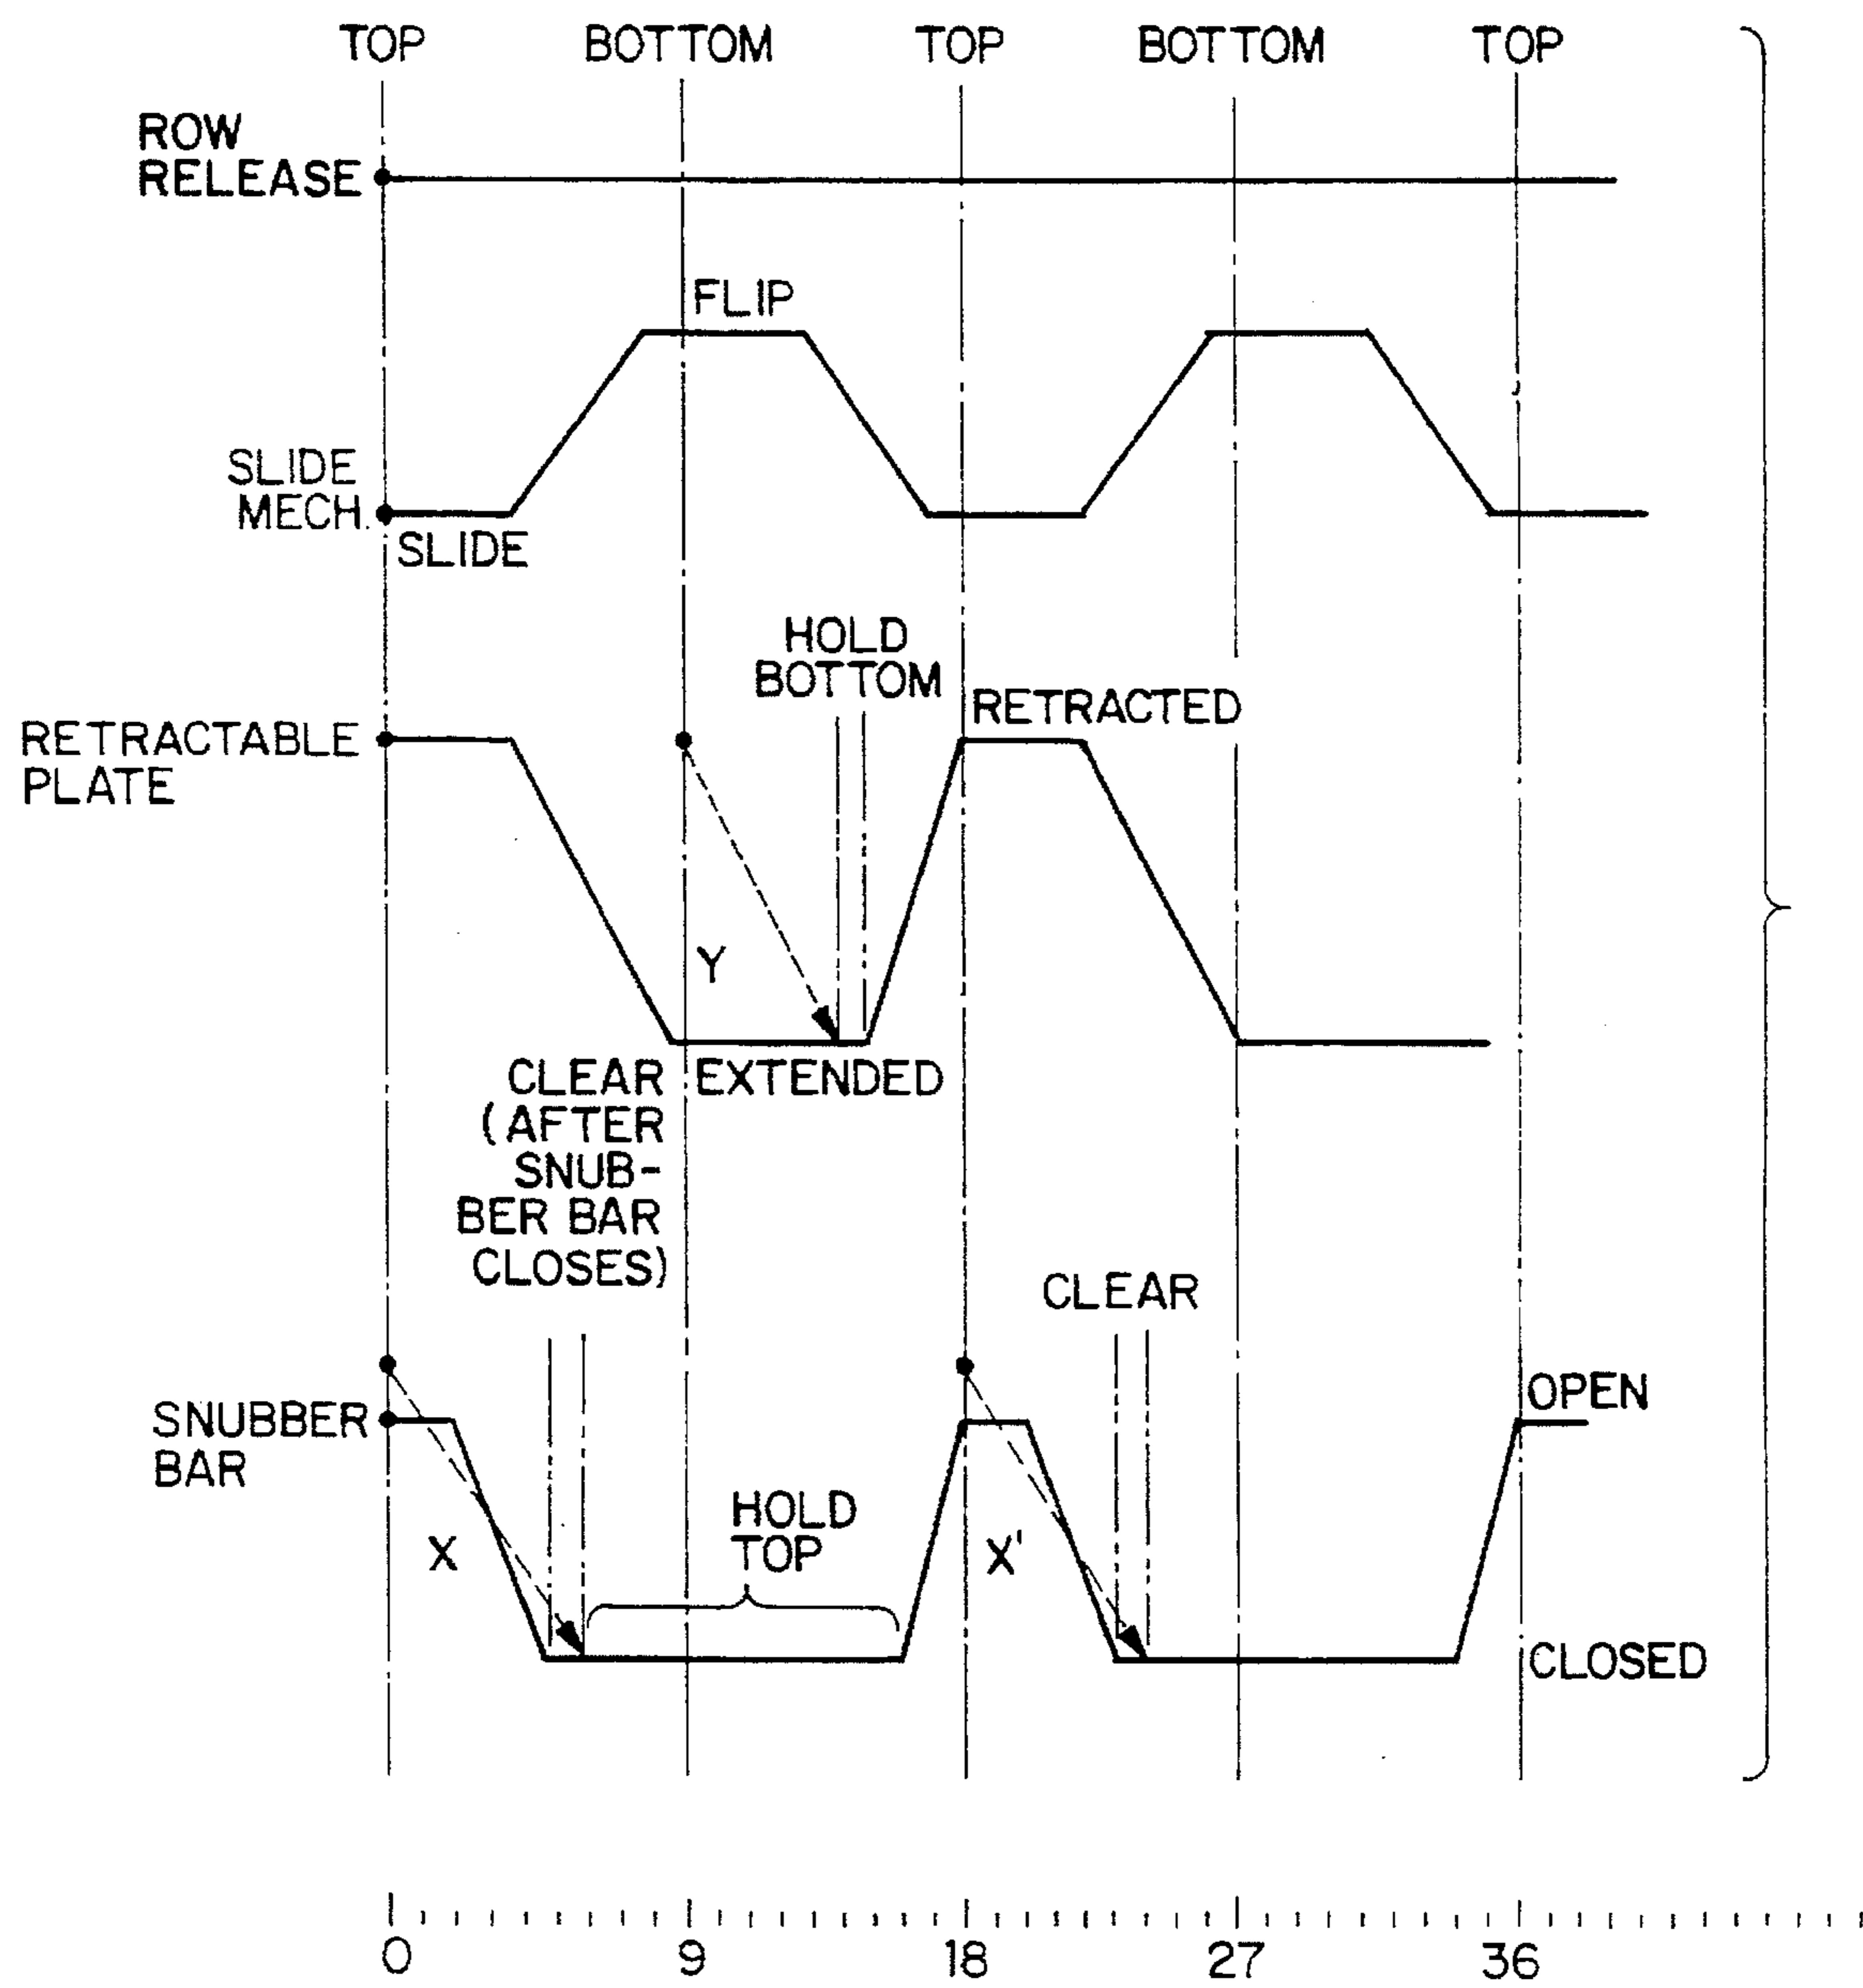 TOP BOTTOM TOP BOTTOM TOP
ROW
RELEASE
FLIP
SLIDE
MECH.
SLIDE
HOLD
BOTTOM
RETRACTED
RETRACTABLE
PLATE
Y
EXTENDED
CLEAR
(AFTER
SNUB-
BER BAR
CLOSES)
CLEAR
OPEN
SNUBBER
BAR
HOLD
TOP
X
X'
CLOSED
0 9 18 27 36